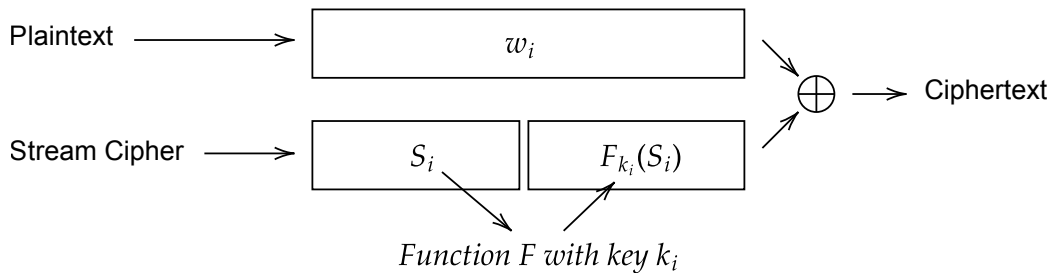 Plaintext
w_i
Ciphertext
Stream Cipher
S_i
F_{k_i}(S_i)
Function F with key k_i